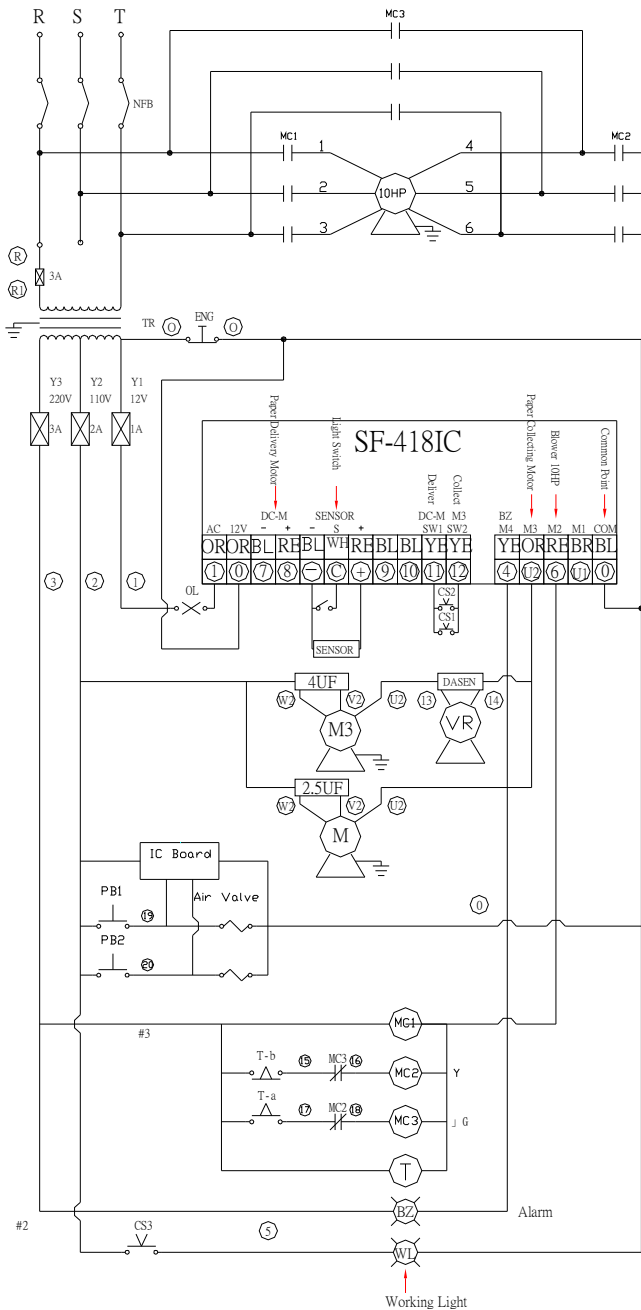 R S T
MC3
NFB
MC1 1 4 MC2
2 10HP 5
3 6
R
3A
R1
TR O ENG O
Y3 Y2 Y1
220V 110V 12V
3A 2A 1A
Paper Delivery Motor
Light Switch
SF-418IC
Deliver
Collect
Paper Collecting Motor
Blower 10HP
Common Point
DC-M SENSOR DC-M M3 BZ
AC 12V - + - S + SW1 SW2 M4 M3 M2 M1 COM
OR OR BL RE BL WH RE BL BL YE YE YE OR RE BR BL
1 0 7 8 - C + 9 10 11 12 4 U2 6 U1 0
3 2 1
OL
CS2
CS1
SENSOR
4UF DASEN
W2 V2 U2 13 14
M3 VR
2.5UF
W2 V2 U2
M
IC Board
PB1 Air Valve
19 0
PB2
20
#3 MC1
T-b 15 MC3 16 MC2 Y
T-a 17 MC2 18 MC3 」G
T
#2 BZ Alarm
CS3 5 WL
Working Light